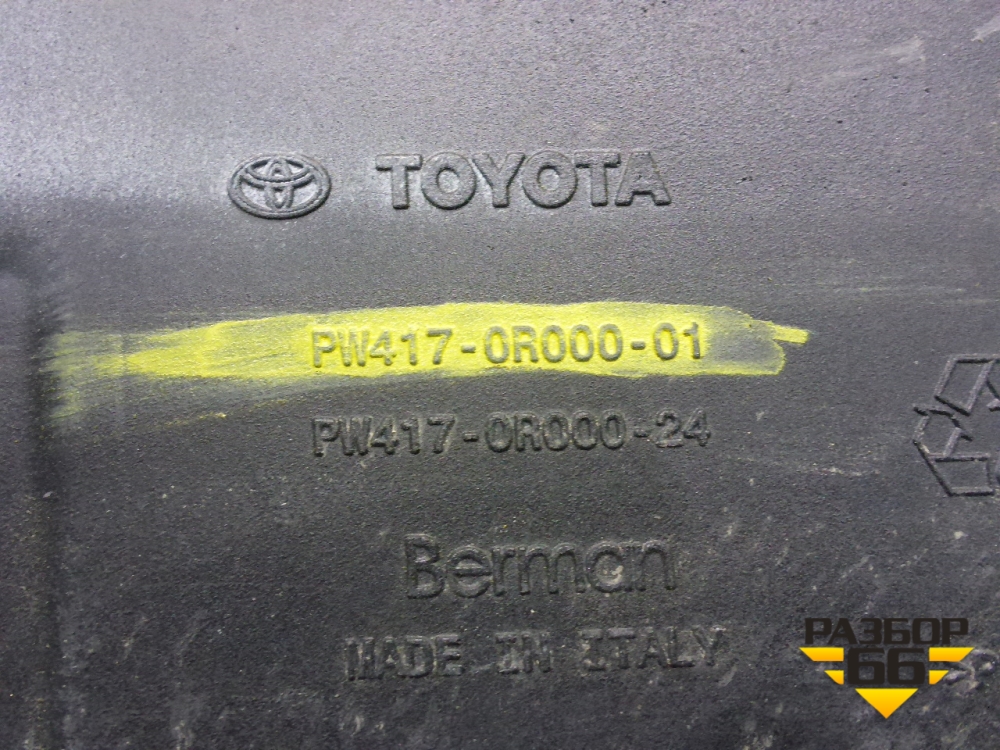 TOYOTA
PW417-0R000-01
PW417-0R000-24
Berman
MADE IN ITALY
РАЗБОР
66